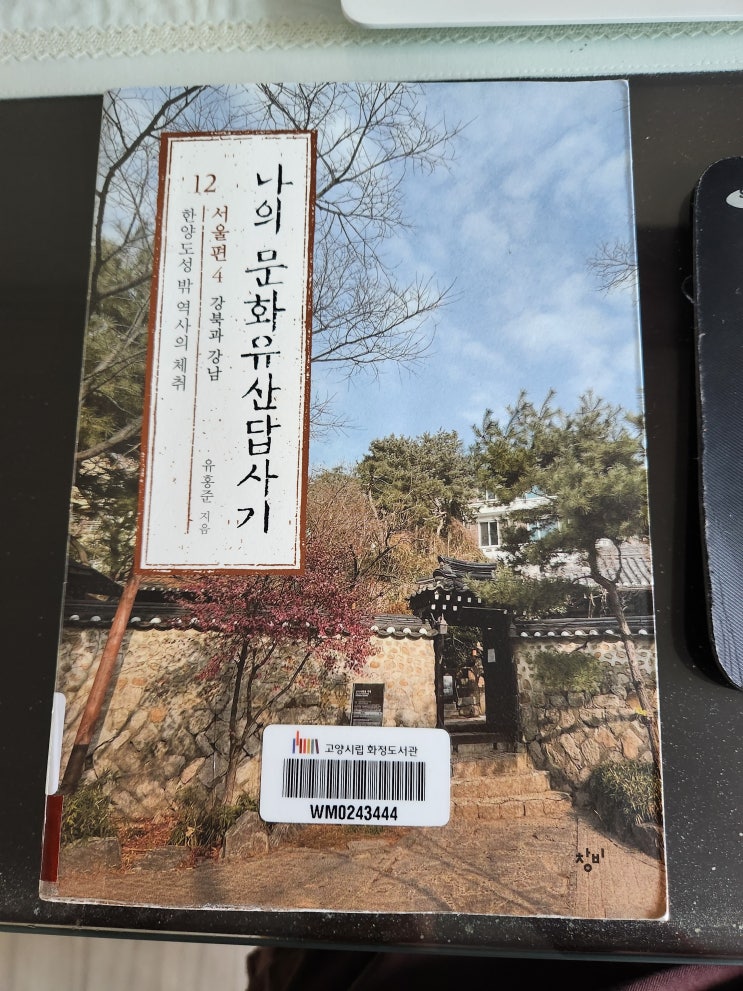 나의 문화유산답사기
12
서울편 4 강북과 강남
한양도성 밖 역사의 체취
유홍준 지음
고양시립 화정도서관
WM0243444
창비